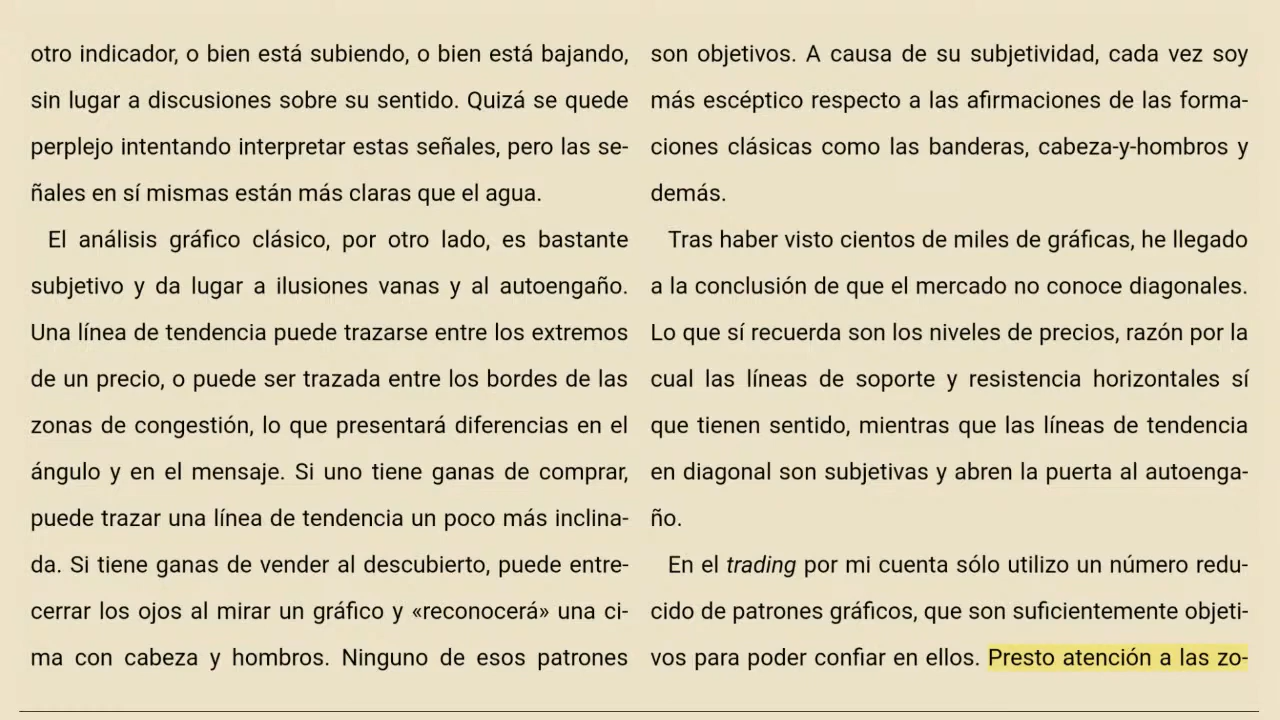 otro indicador, o bien está subiendo, o bien está bajando,
sin lugar a discusiones sobre su sentido. Quizá se quede
perplejo intentando interpretar estas señales, pero las se-
ñales en sí mismas están más claras que el agua.
El análisis gráfico clásico, por otro lado, es bastante
subjetivo y da lugar a ilusiones vanas y al autoengaño.
Una línea de tendencia puede trazarse entre los extremos
de un precio, o puede ser trazada entre los bordes de las
zonas de congestión, lo que presentará diferencias en el
ángulo y en el mensaje. Si uno tiene ganas de comprar,
puede trazar una línea de tendencia un poco más inclina-
da. Si tiene ganas de vender al descubierto, puede entre-
cerrar los ojos al mirar un gráfico y «reconocerá» una ci-
ma con cabeza y hombros. Ninguno de esos patrones
son objetivos. A causa de su subjetividad, cada vez soy
más escéptico respecto a las afirmaciones de las forma-
ciones clásicas como las banderas, cabeza-y-hombros y
demás.
Tras haber visto cientos de miles de gráficas, he llegado
a la conclusión de que el mercado no conoce diagonales.
Lo que sí recuerda son los niveles de precios, razón por la
cual las líneas de soporte y resistencia horizontales sí
que tienen sentido, mientras que las líneas de tendencia
en diagonal son subjetivas y abren la puerta al autoenga-
ño.
En el trading por mi cuenta sólo utilizo un número redu-
cido de patrones gráficos, que son suficientemente objeti-
vos para poder confiar en ellos. Presto atención a las zo-